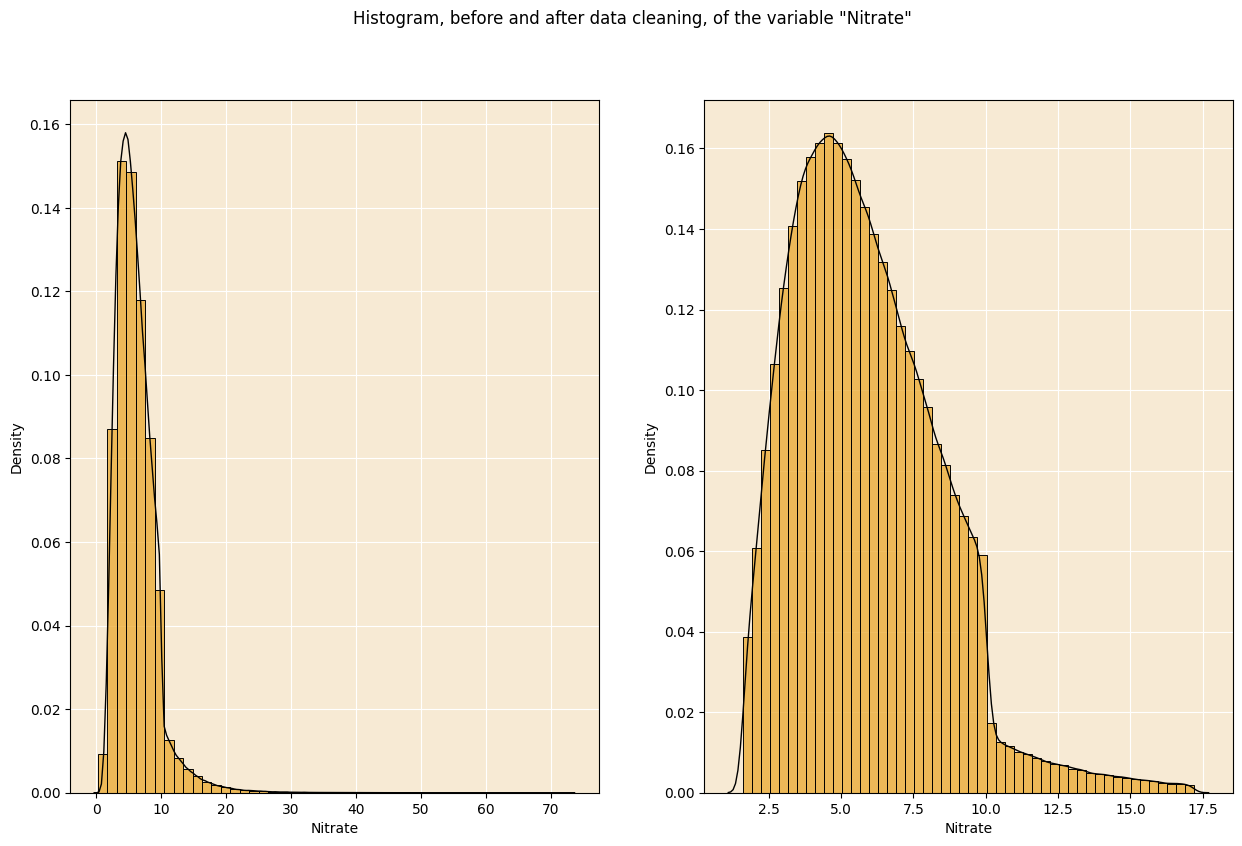 Histogram, before and after data cleaning, of the variable "Nitrate"
0.16
0.14
0.12
0.10
0.08
0.06
0.04
0.02
0.00
Density
0 10 20 30 40 50 60 70
Nitrate
0.16
0.14
0.12
0.10
0.08
0.06
0.04
0.02
0.00
Density
2.5 5.0 7.5 10.0 12.5 15.0 17.5
Nitrate